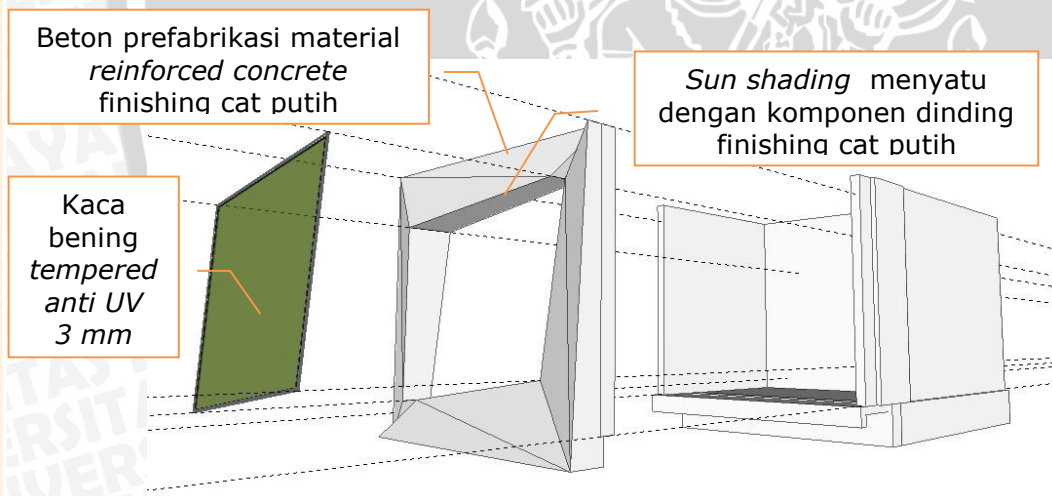 Beton prefabrikasi material
reinforced concrete
finishing cat putih
Sun shading menyatu
dengan komponen dinding
finishing cat putih
Kaca
bening
tempered
anti UV
3 mm